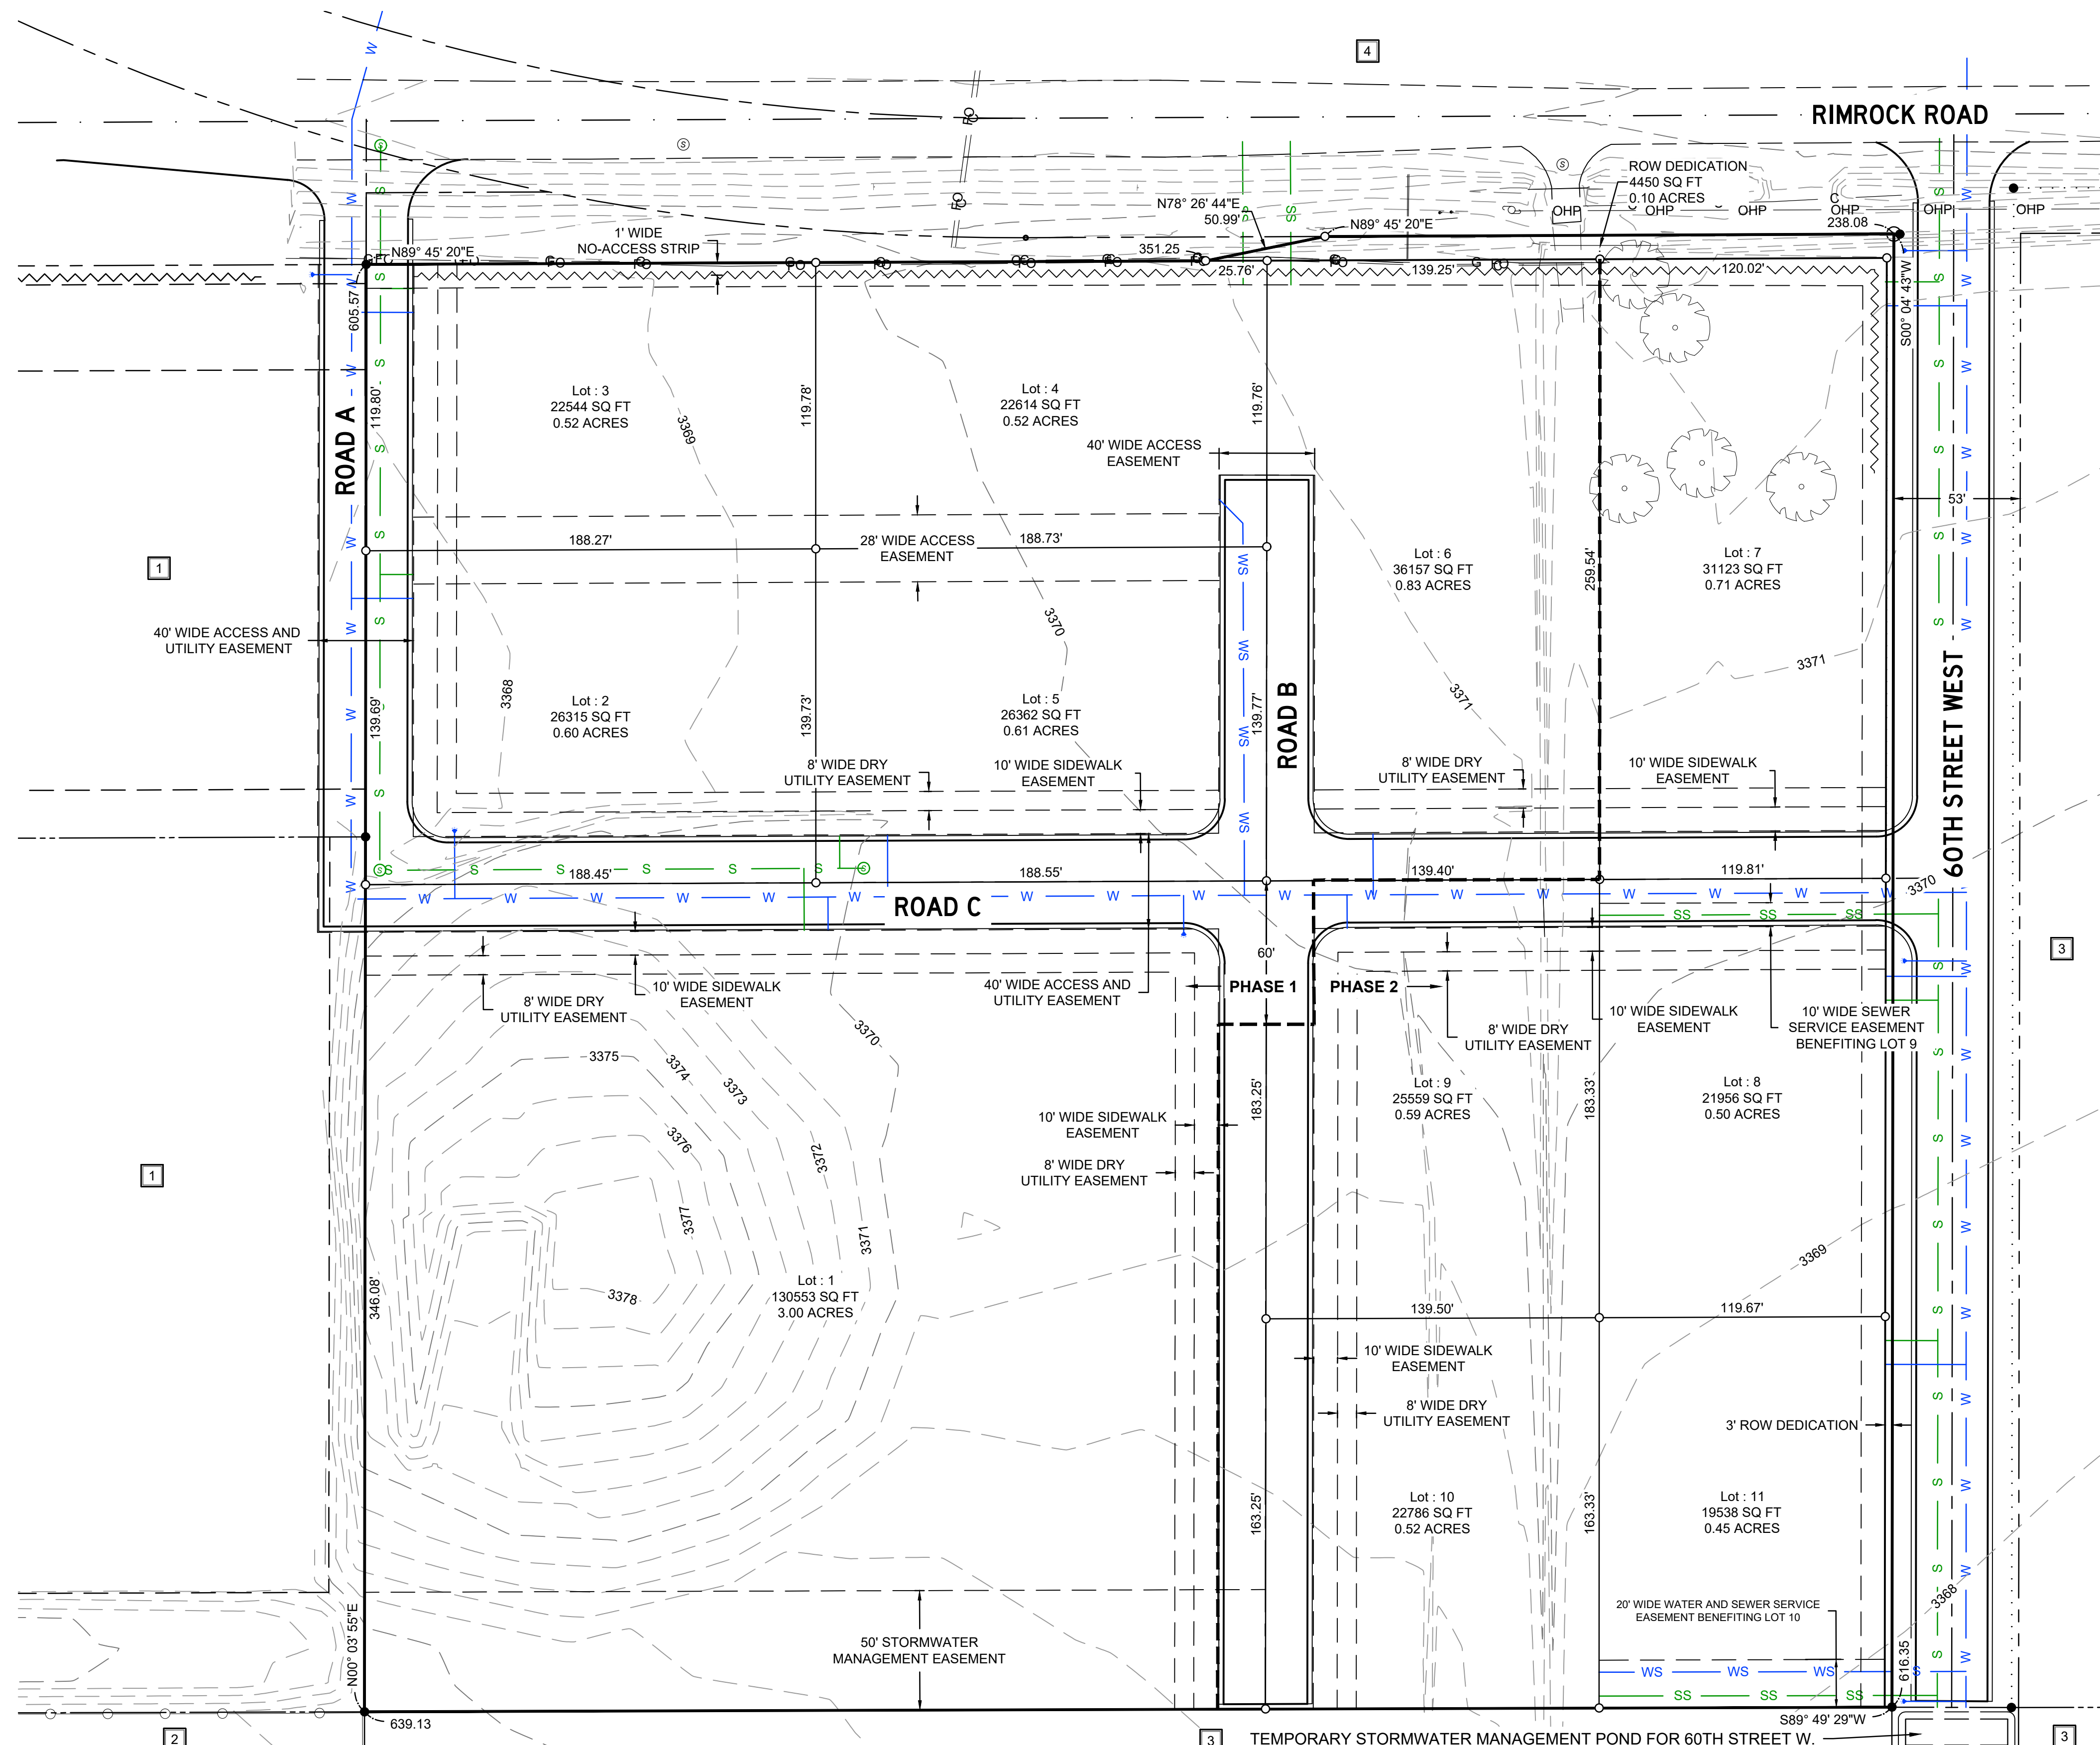 4
RIMROCK ROAD
W
FO
S
ROW DEDICATION
4450 SQ FT
0.10 ACRES
N78° 26' 44"E
50.99'
SS
OHP
OHP
OHP
OHP
OHP
OHP
1' WIDE
NO-ACCESS STRIP
N89° 45' 20"E
351.25
N89° 45' 20"E
238.08
25.76'
139.25'
120.02'
605.57
S00° 04' 43"W
ROAD A
119.80'
Lot : 3
22544 SQ FT
0.52 ACRES
3369
119.78'
Lot : 4
22614 SQ FT
0.52 ACRES
119.76'
40' WIDE ACCESS
EASEMENT
53'
188.27'
28' WIDE ACCESS
EASEMENT
188.73'
Lot : 6
36157 SQ FT
0.83 ACRES
259.54'
Lot : 7
31123 SQ FT
0.71 ACRES
1
40' WIDE ACCESS AND
UTILITY EASEMENT
3370
WS
3371
3368
3371
139.69'
Lot : 2
26315 SQ FT
0.60 ACRES
139.73'
Lot : 5
26362 SQ FT
0.61 ACRES
139.77'
ROAD B
60TH STREET WEST
8' WIDE DRY
UTILITY EASEMENT
10' WIDE SIDEWALK
EASEMENT
8' WIDE DRY
UTILITY EASEMENT
10' WIDE SIDEWALK
EASEMENT
188.45'
188.55'
139.40'
119.81'
3370
ROAD C
W W W W W W W W W W W W W W
SS SS SS
60'
3
8' WIDE DRY
UTILITY EASEMENT
10' WIDE SIDEWALK
EASEMENT
40' WIDE ACCESS AND
UTILITY EASEMENT
PHASE 1
PHASE 2
8' WIDE DRY
UTILITY EASEMENT
10' WIDE SIDEWALK
EASEMENT
10' WIDE SEWER
SERVICE EASEMENT
BENEFITING LOT 9
3370
3375
3374
3373
3376
3372
3377
3371
3378
10' WIDE SIDEWALK
EASEMENT
8' WIDE DRY
UTILITY EASEMENT
183.25'
Lot : 9
25559 SQ FT
0.59 ACRES
183.33'
Lot : 8
21956 SQ FT
0.50 ACRES
1
3369
346.08'
Lot : 1
130553 SQ FT
3.00 ACRES
139.50'
119.67'
10' WIDE SIDEWALK
EASEMENT
8' WIDE DRY
UTILITY EASEMENT
3' ROW DEDICATION
163.25'
Lot : 10
22786 SQ FT
0.52 ACRES
163.33'
Lot : 11
19538 SQ FT
0.45 ACRES
3368
20' WIDE WATER AND SEWER SERVICE
EASEMENT BENEFITING LOT 10
N00° 03' 55"E
50' STORMWATER
MANAGEMENT EASEMENT
WS WS WS
SS SS SS
616.35
639.13
S89° 49' 29"W
2
3
TEMPORARY STORMWATER MANAGEMENT POND FOR 60TH STREET W.
3